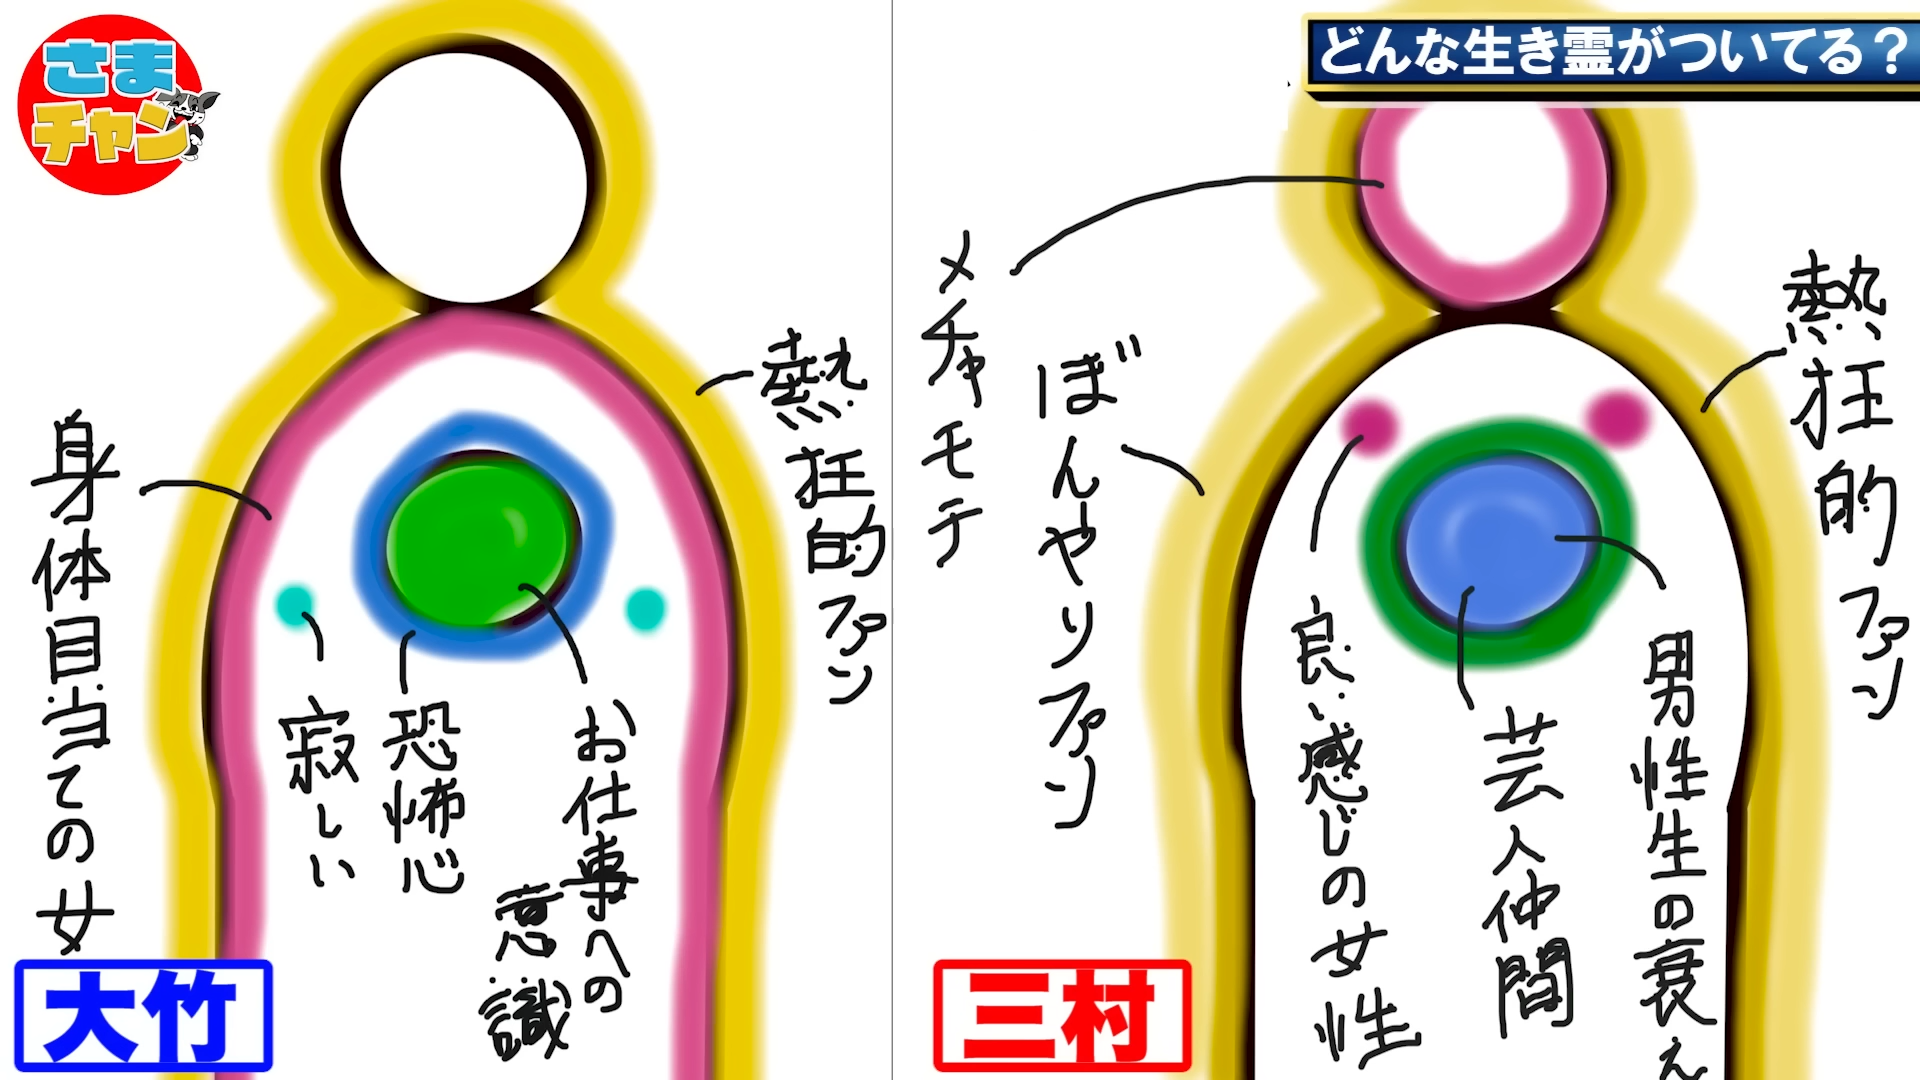 さま
チャン
どんな生き霊がついてる？
熱狂的ファン
身体目当ての女
寂しい
恐怖心
お仕事への
意識
大竹
メチャモテ
ぼんやりファン
熱狂的ファン
良い感じの女性
芸人仲間
男性生の衰え
三村